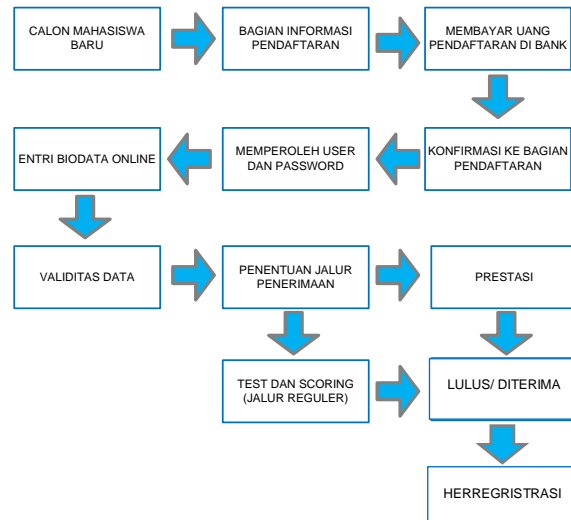 CALON MAHASISWA
BARU
BAGIAN INFORMASI
PENDAFTARAN
MEMBAYAR UANG
PENDAFTARAN DI BANK
KONFIRMASI KE BAGIAN
PENDAFTARAN
MEMPEROLEH USER
DAN PASSWORD
ENTRI BIODATA ONLINE
VALIDITAS DATA
PENENTUAN JALUR
PENERIMAAN
PRESTASI
TEST DAN SCORING
(JALUR REGULER)
LULUS/ DITERIMA
HERREGRISTRASI